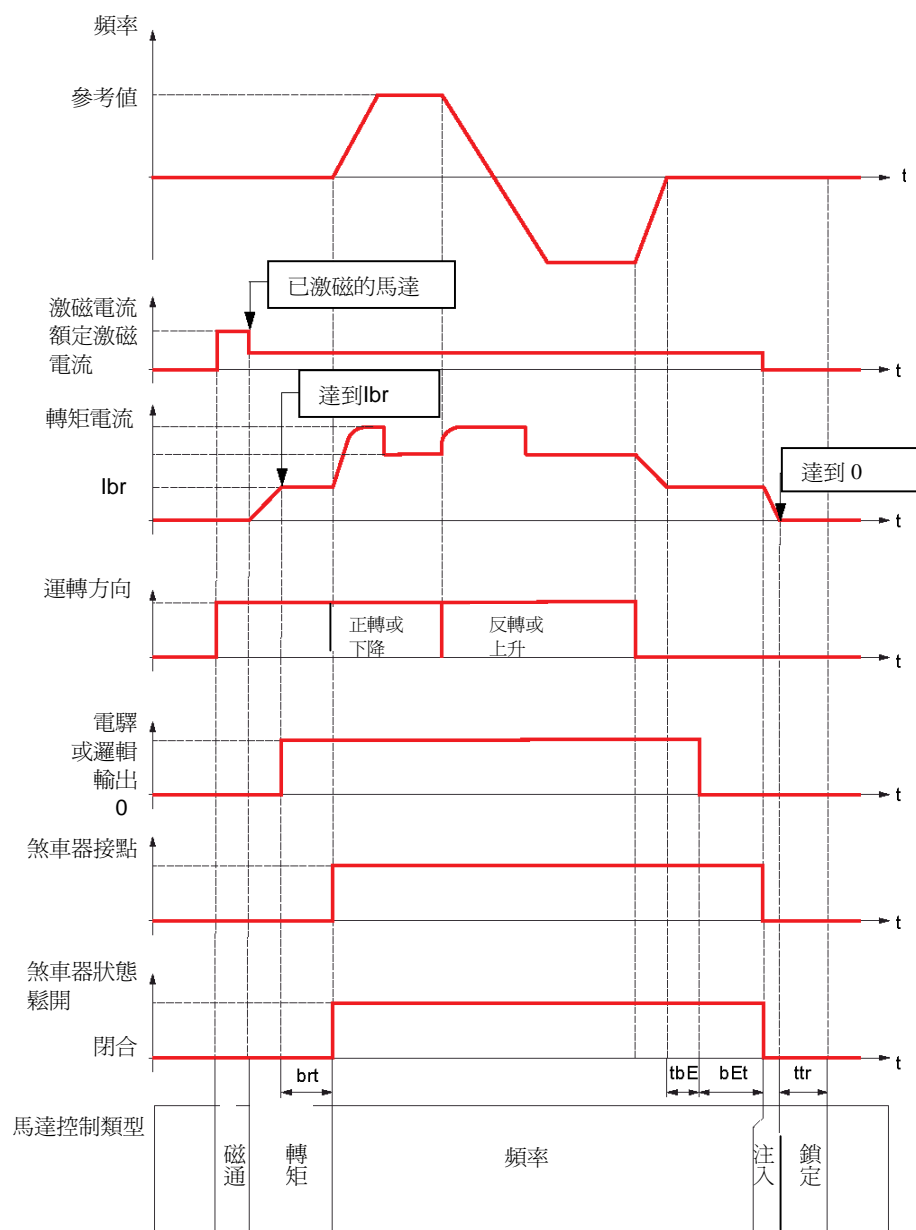 頻率
參考值
t
已激磁的馬達
激磁電流
額定激磁
電流
t
達到Ibr
轉矩電流
達到 0
Ibr
t
運轉方向
正轉或
下降
反轉或
上升
t
電驛
或邏輯
輸出
0
t
煞車器接點
t
煞車器狀態
鬆開
閉合
t
brt
tbE
bEt
ttr
馬達控制類型
磁通
轉矩
頻率
注入
鎖定